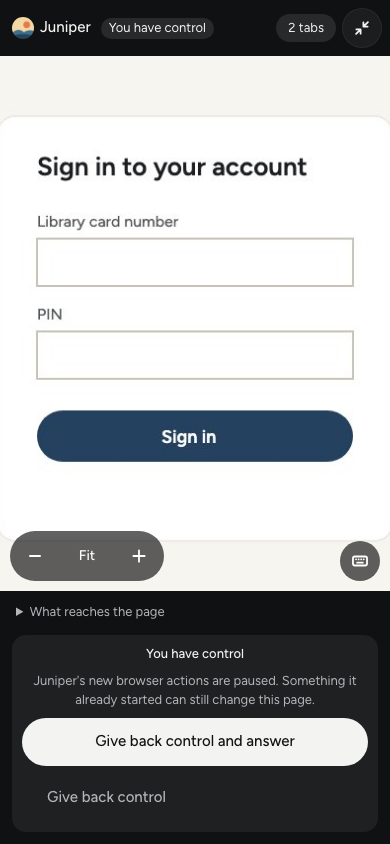 Juniper
You have control
2 tabs
Sign in to your account
Library card number
PIN
Sign in
Fit
What reaches the page
You have control
Juniper's new browser actions are paused. Something it
already started can still change this page.
Give back control and answer
Give back control